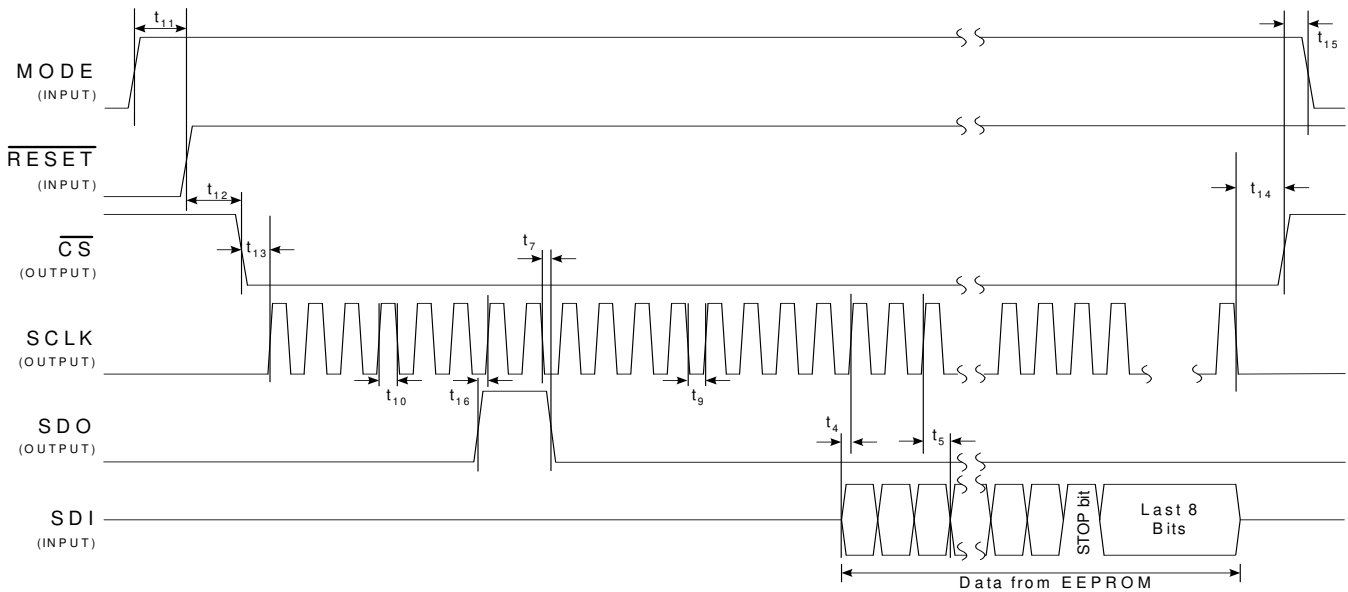 t11
t15
MODE
(INPUT)
RESET
(INPUT)
t12
t14
CS
(OUTPUT)
t13
t7
SCLK
(OUTPUT)
t10
t16
t9
SDO
(OUTPUT)
t4
t5
SDI
(INPUT)
STOP bit
Last 8
Bits
Data from EEPROM